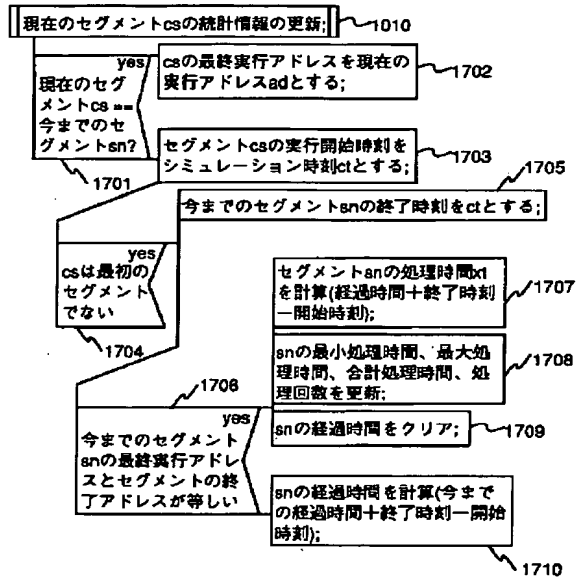 現在のセグメントcsの統計情報の更新;
1010
yes
現在のセグ
メントcs ==
今までのセ
グメントsn?
1701
csの最終実行アドレスを現在の
実行アドレスadとする;
1702
セグメントcsの実行開始時刻を
シミュレーション時刻ctとする;
1703
yes
csは最初の
セグメント
でない
1704
今までのセグメントsnの終了時刻をctとする;
1705
yes
今までのセグメント
snの最終実行アドレ
スとセグメントの終
了アドレスが等しい
1706
セグメントsnの処理時間txt
を計算(経過時間+終了時刻
-開始時刻);
1707
snの最小処理時間、最大処
理時間、合計処理時間、処
理回数を更新;
1708
snの経過時間をクリア;
1709
snの経過時間を計算(今まで
の経過時間+終了時刻-開始
時刻);
1710